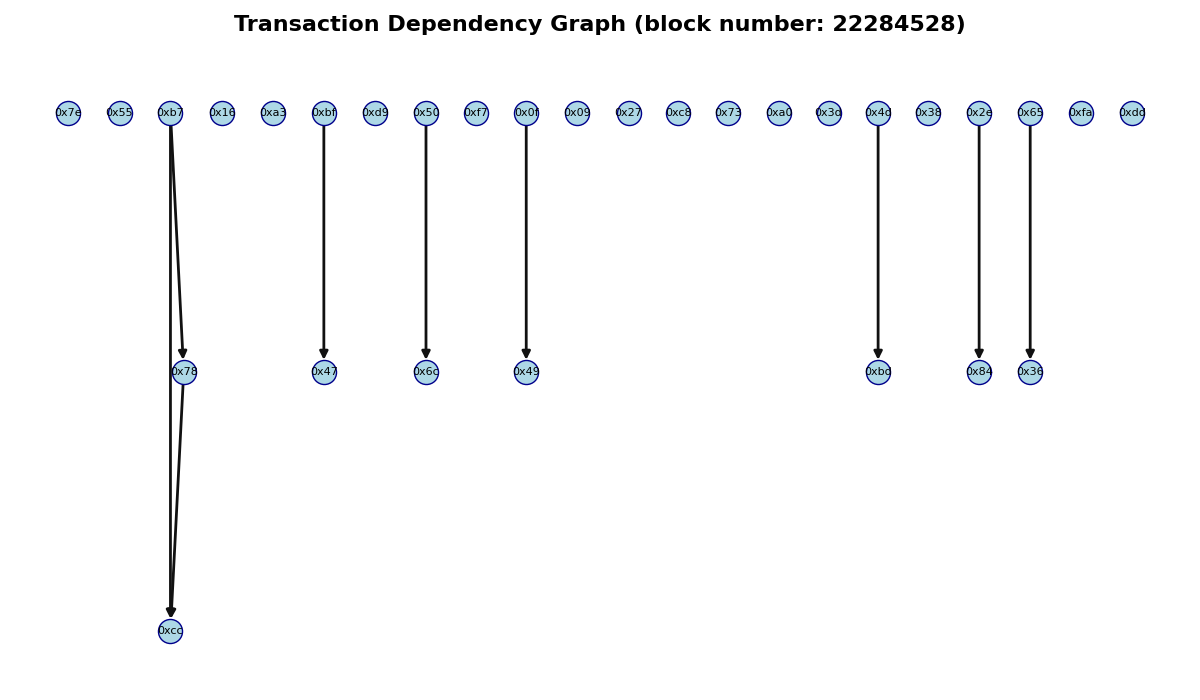 Transaction Dependency Graph (block number: 22284528)
0x7e 0x55 0xb7 0x16 0xa3 0xbf 0xd9 0x50 0xf7 0x0f 0x09 0x27 0xc8 0x73 0xa0 0x3d 0x4d 0x38 0x2e 0x65 0xfa 0xdd
0x78 0x47 0x6c 0x49 0xbd 0x84 0x36
0xcc